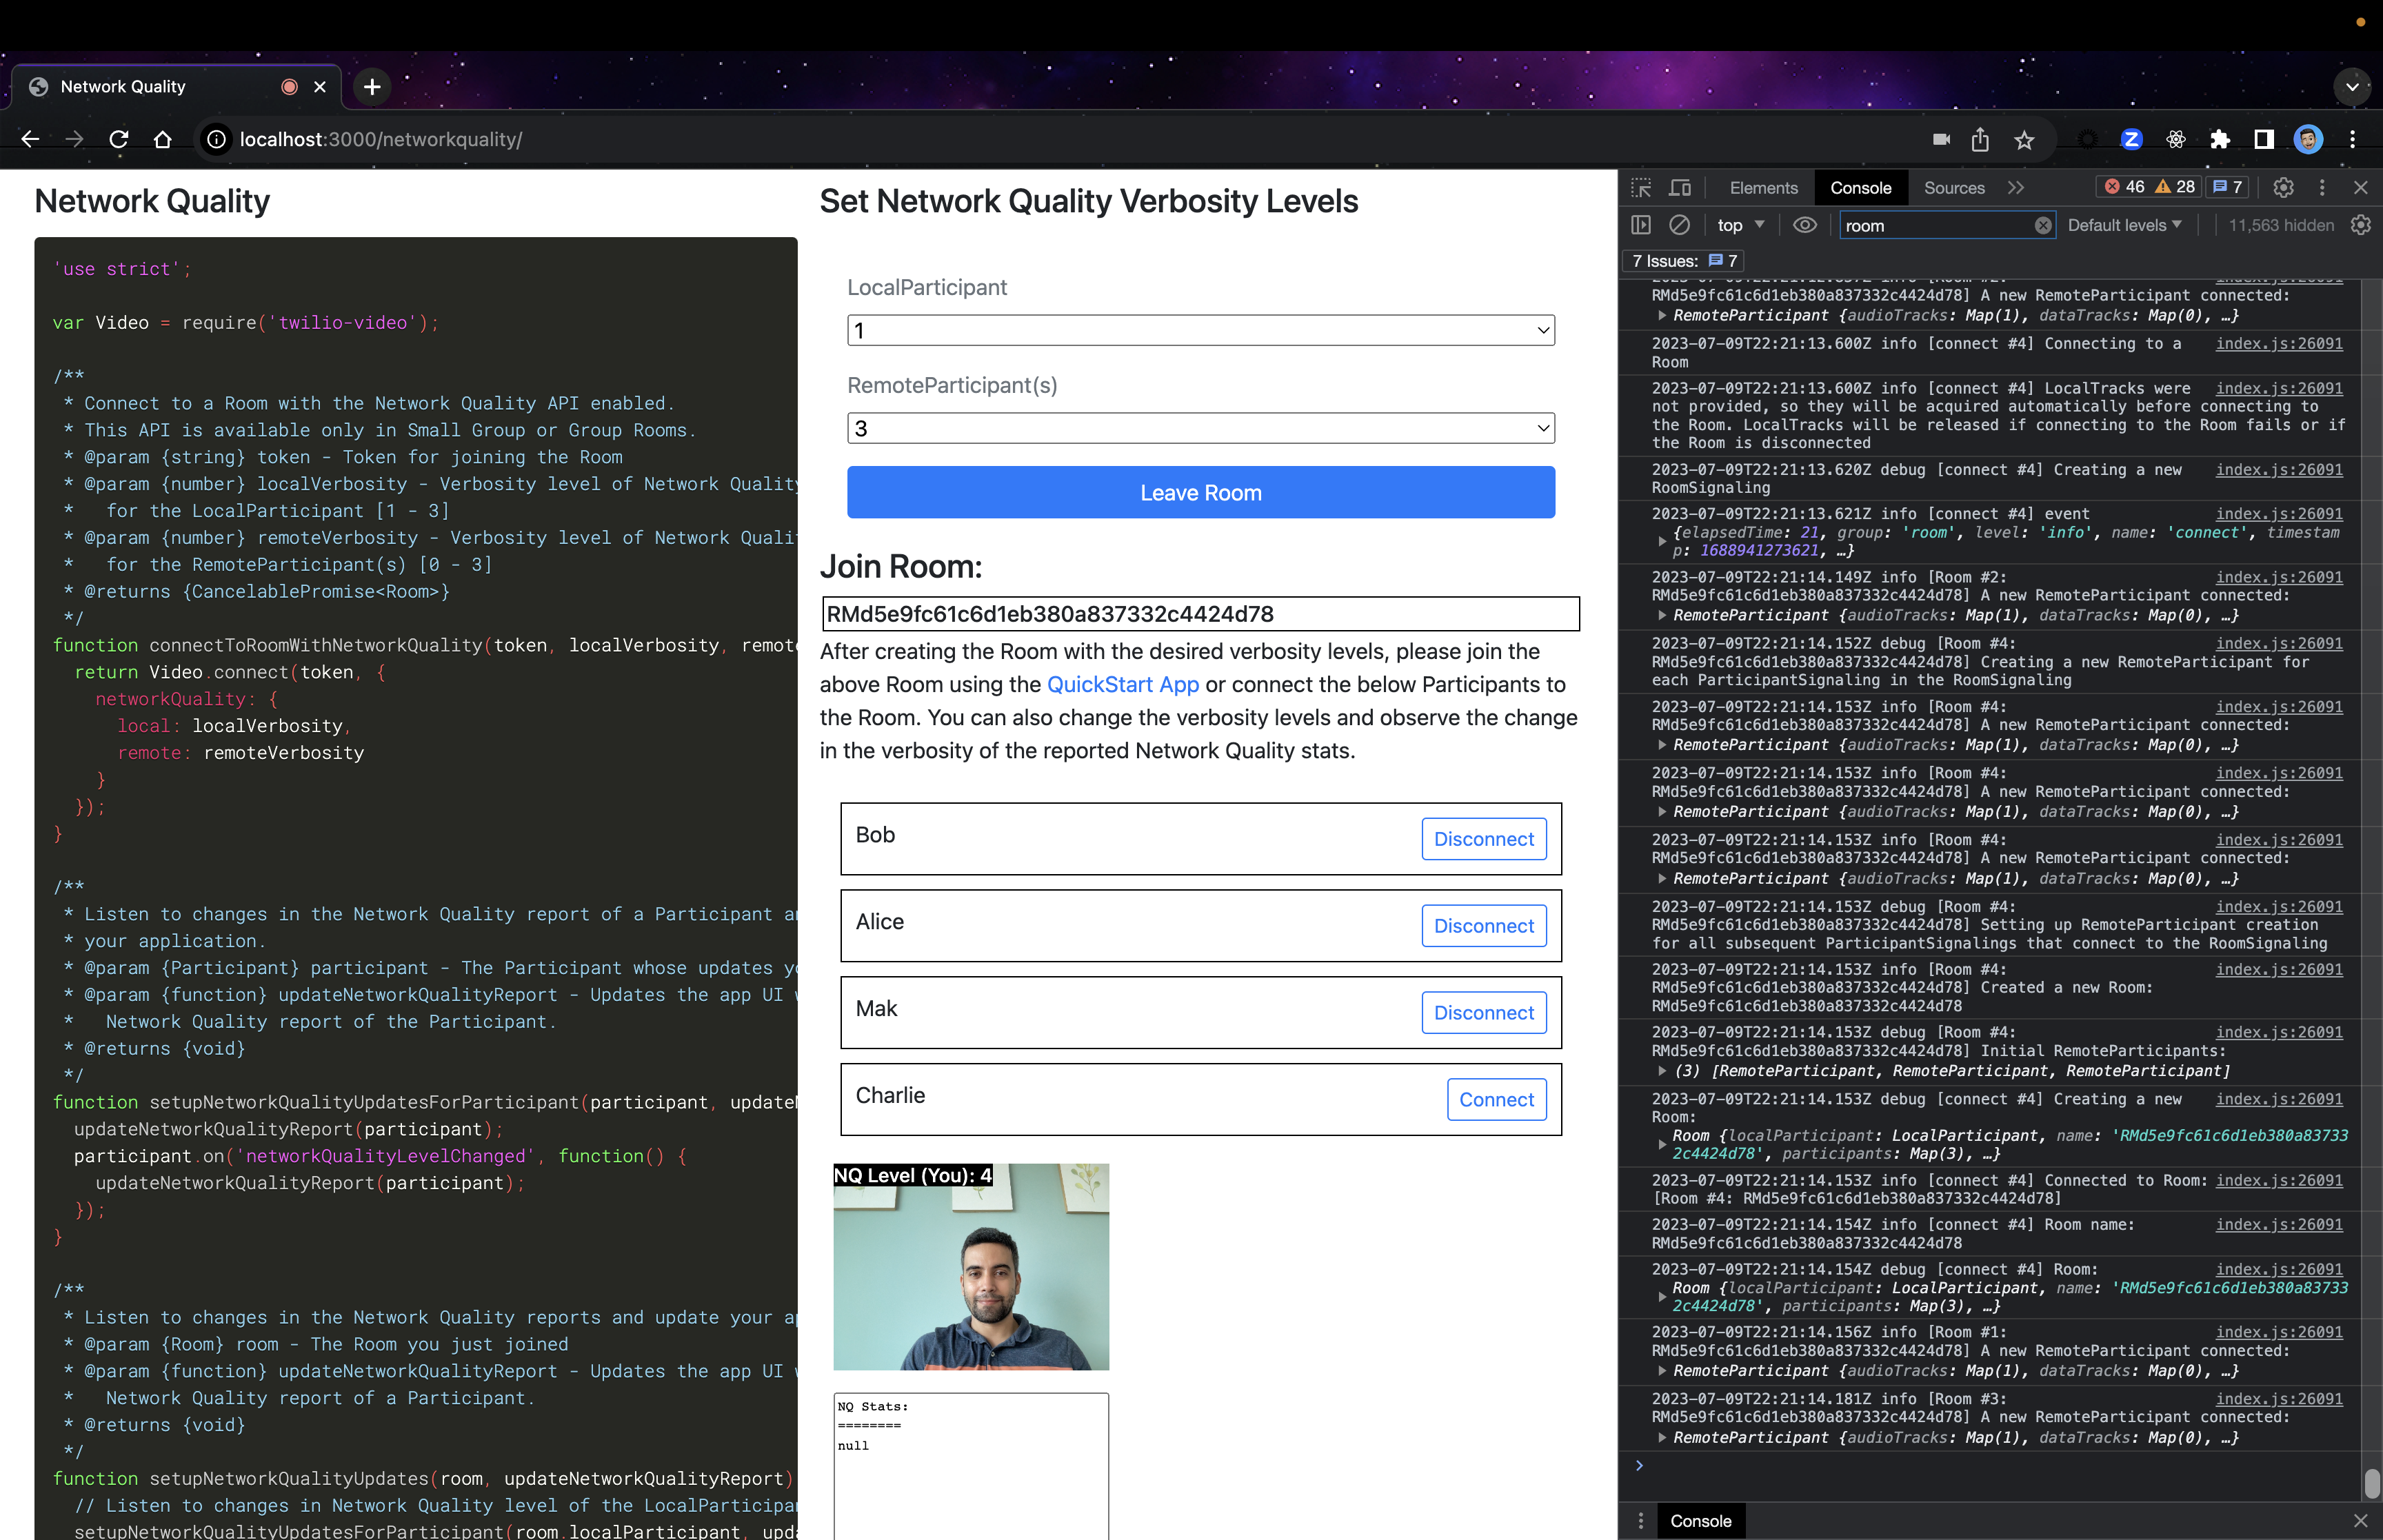 Network Quality
localhost:3000/networkquality/
Network Quality
'use strict';
var Video = require('twilio-video');
/**
* Connect to a Room with the Network Quality API enabled.
* This API is available only in Small Group or Group Rooms.
* @param {string} token - Token for joining the Room
* @param {number} localVerbosity - Verbosity level of Network Quality
*   for the LocalParticipant [1 - 3]
* @param {number} remoteVerbosity - Verbosity level of Network Quali
*   for the RemoteParticipant(s) [0 - 3]
* @returns {CancelablePromise<Room>}
*/
function connectToRoomWithNetworkQuality(token, localVerbosity, remote
return Video.connect(token, {
networkQuality: {
local: localVerbosity,
remote: remoteVerbosity
}
});
}
/**
* Listen to changes in the Network Quality report of a Participant a
* your application.
* @param {Participant} participant - The Participant whose updates y
* @param {function} updateNetworkQualityReport - Updates the app UI
*   Network Quality report of the Participant.
* @returns {void}
*/
function setupNetworkQualityUpdatesForParticipant(participant, update
updateNetworkQualityReport(participant);
participant.on('networkQualityLevelChanged', function() {
updateNetworkQualityReport(participant);
});
}
/**
* Listen to changes in the Network Quality reports and update your a
* @param {Room} room - The Room you just joined
* @param {function} updateNetworkQualityReport - Updates the app UI
*   Network Quality report of a Participant.
* @returns {void}
*/
function setupNetworkQualityUpdates(room, updateNetworkQualityReport)
// Listen to changes in Network Quality level of the LocalParticipa
setupNetworkQualityUpdatesForParticipant(room.localParticipant, upda
Set Network Quality Verbosity Levels
LocalParticipant
1
RemoteParticipant(s)
3
Leave Room
Join Room:
RMd5e9fc61c6d1eb380a837332c4424d78
After creating the Room with the desired verbosity levels, please join the
above Room using the QuickStart App or connect the below Participants to
the Room. You can also change the verbosity levels and observe the change
in the verbosity of the reported Network Quality stats.
Bob Disconnect
Alice Disconnect
Mak Disconnect
Charlie Connect
NQ Level (You): 4
NQ Stats:
========
null
Elements Console Sources 46 28 7
top room Default levels 11,563 hidden
7 Issues: 7
RMd5e9fc61c6d1eb380a837332c4424d78] A new RemoteParticipant connected:
RemoteParticipant {audioTracks: Map(1), dataTracks: Map(0), …}
2023-07-09T22:21:13.600Z info [connect #4] Connecting to a index.js:26091
Room
2023-07-09T22:21:13.600Z info [connect #4] LocalTracks were index.js:26091
not provided, so they will be acquired automatically before connecting to
the Room. LocalTracks will be released if connecting to the Room fails or if
the Room is disconnected
2023-07-09T22:21:13.620Z debug [connect #4] Creating a new index.js:26091
RoomSignaling
2023-07-09T22:21:13.621Z info [connect #4] event index.js:26091
{elapsedTime: 21, group: 'room', level: 'info', name: 'connect', timestam
p: 1688941273621, …}
2023-07-09T22:21:14.149Z info [Room #2: index.js:26091
RMd5e9fc61c6d1eb380a837332c4424d78] A new RemoteParticipant connected:
RemoteParticipant {audioTracks: Map(1), dataTracks: Map(0), …}
2023-07-09T22:21:14.152Z debug [Room #4: index.js:26091
RMd5e9fc61c6d1eb380a837332c4424d78] Creating a new RemoteParticipant for
each ParticipantSignaling in the RoomSignaling
2023-07-09T22:21:14.153Z info [Room #4: index.js:26091
RMd5e9fc61c6d1eb380a837332c4424d78] A new RemoteParticipant connected:
RemoteParticipant {audioTracks: Map(1), dataTracks: Map(0), …}
2023-07-09T22:21:14.153Z info [Room #4: index.js:26091
RMd5e9fc61c6d1eb380a837332c4424d78] A new RemoteParticipant connected:
RemoteParticipant {audioTracks: Map(1), dataTracks: Map(0), …}
2023-07-09T22:21:14.153Z info [Room #4: index.js:26091
RMd5e9fc61c6d1eb380a837332c4424d78] A new RemoteParticipant connected:
RemoteParticipant {audioTracks: Map(1), dataTracks: Map(0), …}
2023-07-09T22:21:14.153Z debug [Room #4: index.js:26091
RMd5e9fc61c6d1eb380a837332c4424d78] Setting up RemoteParticipant creation
for all subsequent ParticipantSignalings that connect to the RoomSignaling
2023-07-09T22:21:14.153Z info [Room #4: index.js:26091
RMd5e9fc61c6d1eb380a837332c4424d78] Created a new Room:
RMd5e9fc61c6d1eb380a837332c4424d78
2023-07-09T22:21:14.153Z debug [Room #4: index.js:26091
RMd5e9fc61c6d1eb380a837332c4424d78] Initial RemoteParticipants:
(3) [RemoteParticipant, RemoteParticipant, RemoteParticipant]
2023-07-09T22:21:14.153Z debug [connect #4] Creating a new index.js:26091
Room:
Room {localParticipant: LocalParticipant, name: 'RMd5e9fc61c6d1eb380a83733
2c4424d78', participants: Map(3), …}
2023-07-09T22:21:14.153Z info [connect #4] Connected to Room: index.js:26091
[Room #4: RMd5e9fc61c6d1eb380a837332c4424d78]
2023-07-09T22:21:14.154Z info [connect #4] Room name: index.js:26091
RMd5e9fc61c6d1eb380a837332c4424d78
2023-07-09T22:21:14.154Z debug [connect #4] Room: index.js:26091
Room {localParticipant: LocalParticipant, name: 'RMd5e9fc61c6d1eb380a83733
2c4424d78', participants: Map(3), …}
2023-07-09T22:21:14.156Z info [Room #1: index.js:26091
RMd5e9fc61c6d1eb380a837332c4424d78] A new RemoteParticipant connected:
RemoteParticipant {audioTracks: Map(1), dataTracks: Map(0), …}
2023-07-09T22:21:14.181Z info [Room #3: index.js:26091
RMd5e9fc61c6d1eb380a837332c4424d78] A new RemoteParticipant connected:
RemoteParticipant {audioTracks: Map(1), dataTracks: Map(0), …}
Console